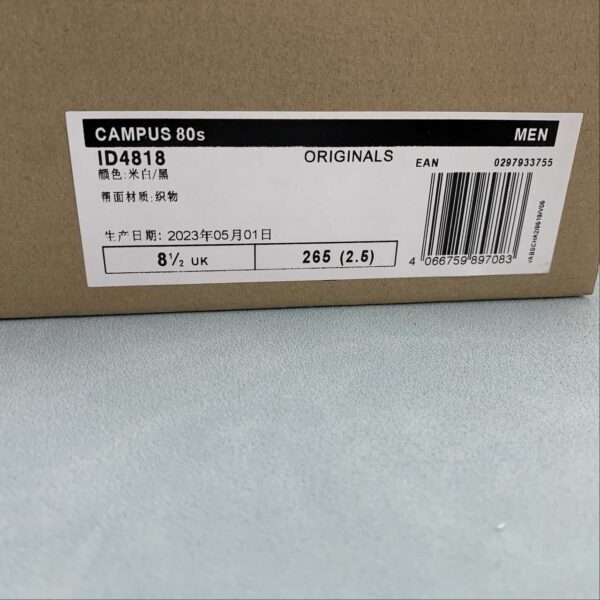 CAMPUS 80s MEN
ID4818 ORIGINALS EAN 0297933755
颜色:米白/黑
帮面材质:织物
生产日期: 2023年05月01日
8½ UK 265 (2.5)
4 066759 897083